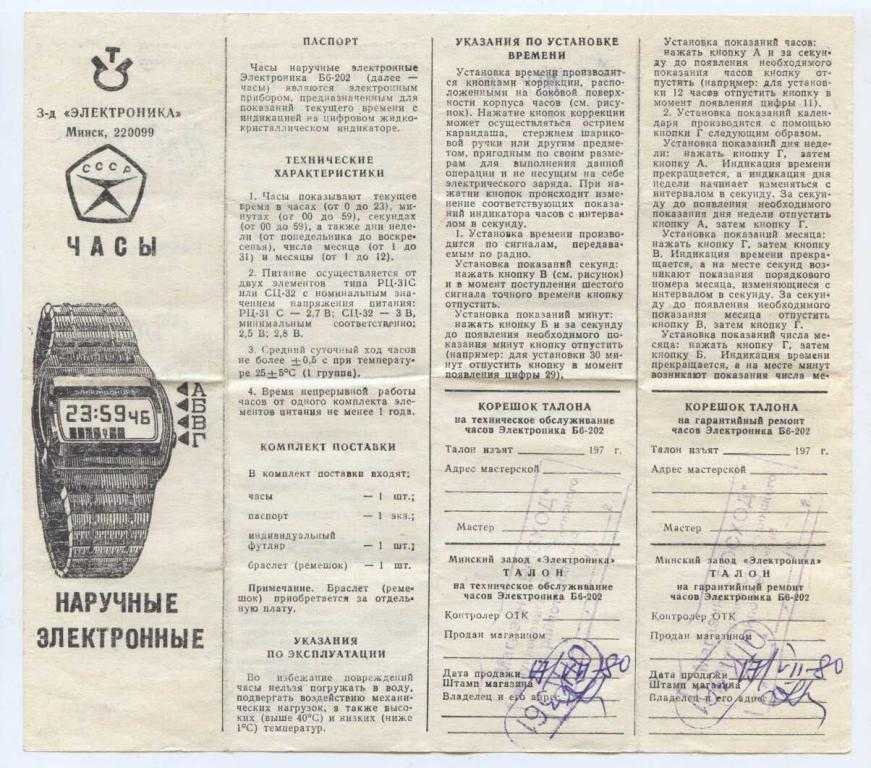 З-д «ЭЛЕКТРОНИКА»
Минск, 220099
СССР
ЧАСЫ
ЭЛЕКТРОНИКА
23:59 46
А
Б
В
Г
НАРУЧНЫЕ
ЭЛЕКТРОННЫЕ
ПАСПОРТ
Часы наручные электронные
Электроника Б6-202 (далее —
часы) являются электронным
прибором, предназначенным для
показаний текущего времени с
индикацией на цифровом жидко-
кристаллическом индикаторе.
ТЕХНИЧЕСКИЕ
ХАРАКТЕРИСТИКИ
1. Часы показывают текущее
время в часах (от 0 до 23), ми-
нутах (от 00 до 59), секундах
(от 00 до 59), а также дни неде-
ли (от понедельника до воскре-
сенья), числа месяца (от 1 до
31) и месяцы (от 1 до 12).
2. Питание осуществляется от
двух элементов типа РЦ-31С
или СЦ-32 с номинальным зна-
чением напряжения питания:
РЦ-31 С — 2,7 В; СЦ-32 — 3 В,
минимальным соответственно:
2,5 В, 2,8 В.
3. Средний суточный ход часов
не более ±0,5 с при температу-
ре 25±5°С (1 группа).
4. Время непрерывной работы
часов от одного комплекта эле-
ментов питания не менее 1 года.
КОМПЛЕКТ ПОСТАВКИ
В комплект поставки входят:
часы — 1 шт.;
паспорт — 1 экз.;
индивидуальный
футляр — 1 шт.;
браслет (ремешок) — 1 шт.
Примечание. Браслет (реме-
шок) приобретается за отдель-
ную плату.
УКАЗАНИЯ
ПО ЭКСПЛУАТАЦИИ
Во избежание повреждений
часы нельзя погружать в воду,
подвергать воздействию механи-
ческих нагрузок, а также высо-
ких (выше 40°С) и низких (ниже
1°С) температур.
УКАЗАНИЯ ПО УСТАНОВКЕ
ВРЕМЕНИ
Установка времени производит-
ся кнопками коррекции, распо-
ложенными на боковой поверх-
ности корпуса часов (см. рису-
нок). Нажатие кнопок коррекции
может осуществляться острием
карандаша, стержнем шарико-
вой ручки или другим предме-
том, пригодным по своим разме-
рам для выполнения данной
операции и не несущим на себе
электрического заряда. При на-
жатии кнопок происходит изме-
нение соответствующих показа-
ний индикатора часов с интерва-
лом в секунду.
1. Установка времени произво-
дится по сигналам, передавае-
мым по радио.
Установка показаний секунд:
нажать кнопку В (см. рисунок)
и в момент поступления шестого
сигнала точного времени кнопку
отпустить.
Установка показаний минут:
нажать кнопку Б и за секунду
до появления необходимого по-
казания минут кнопку отпустить
(например: для установки 30 ми-
нут отпустить кнопку в момент
появления цифры 29).
КОРЕШОК ТАЛОНА
на техническое обслуживание
часов Электроника Б6-202
Талон изъят 197 г.
Адрес мастерской
Мастер
Минский завод «Электроника»
ТАЛОН
на техническое обслуживание
часов Электроника Б6-202
Контролер ОТК
Продан магазином
Дата продажи
Штамп магазина
Владелец и его адрес
Установка показаний часов:
нажать кнопку А и за секун-
ду до появления необходимого
показания часов кнопку от-
пустить (например: для установ-
ки 12 часов отпустить кнопку в
момент появления цифры 11).
2. Установка показаний кален-
даря производится с помощью
кнопки Г следующим образом.
Установка показаний дня неде-
ли: нажать кнопку Г, затем
кнопку А. Индикация времени
прекращается, а индикация дня
недели начинает изменяться с
интервалом в секунду. За секун-
ду до появления необходимого
показания дня недели отпустить
кнопку А, затем кнопку Г.
Установка показаний месяца:
нажать кнопку Г, затем кнопку
В. Индикация времени прекра-
щается, а на месте секунд воз-
никают показания порядкового
номера месяца, изменяющиеся с
интервалом в секунду. За секун-
ду до появления необходимого
показания месяца отпустить
кнопку В, затем кнопку Г.
Установка показаний числа ме-
сяца: нажать кнопку Г, затем
кнопку Б. Индикация времени
прекращается, а на месте минут
возникают показания числа ме-
КОРЕШОК ТАЛОНА
на гарантийный ремонт
часов Электроника Б6-202
Талон изъят 197 г.
Адрес мастерской
Мастер
Минский завод «Электроника»
ТАЛОН
на гарантийный ремонт
часов Электроника Б6-202
Контролер ОТК
Продан магазином
Дата продажи 17/VII-80
Штамп магазина
Владелец и его адрес